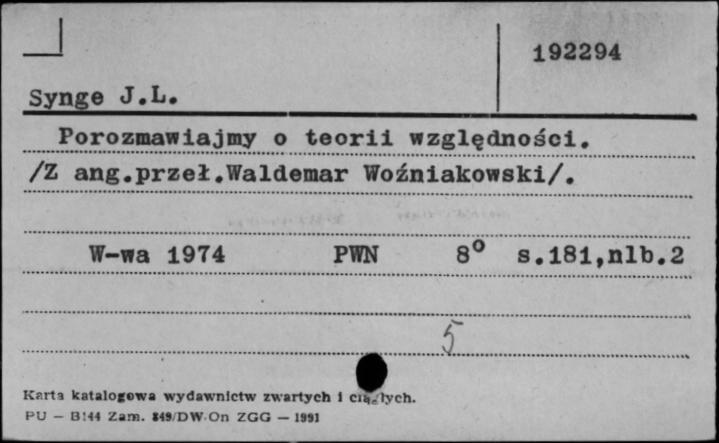 192294
Synge J.L.
Porozmawiajmy o teorii względności.
/Z ang.przeł.Waldemar Woźniakowski/.
W-wa 1974 PWN 8° s.181,nlb.2
5
Karta katalogowa wydawnictw zwartych i ciągłych.
PU — B144 Zam. 849/DW-On ZGG — 1991